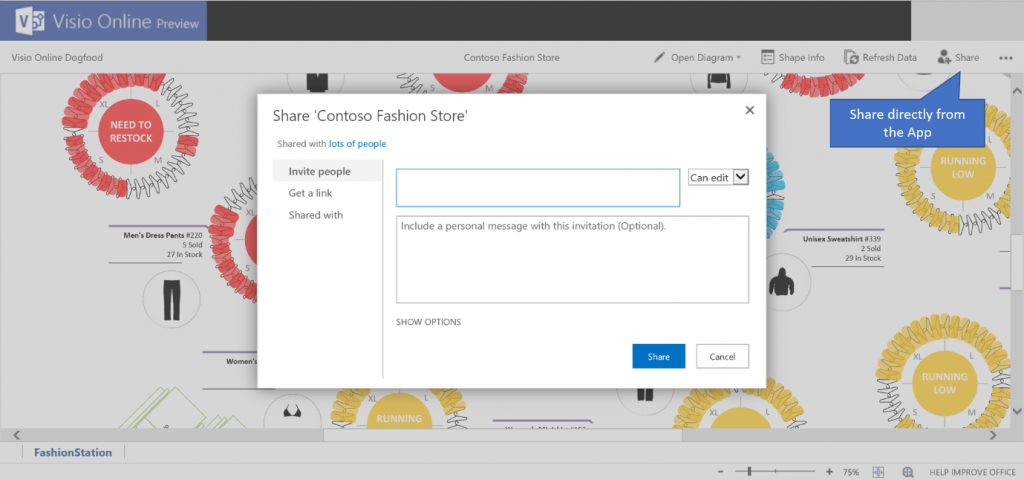 Visio Online Preview
Visio Online Dogfood
Contoso Fashion Store
Open Diagram
Shape Info
Refresh Data
Share
Share directly from
the App
XL L
NEED TO
RESTOCK
S M
Men's Dress Pants #220
5 Sold
27 In Stock
Women's
XL
S
Share 'Contoso Fashion Store'
Shared with lots of people
Invite people
Get a link
Shared with
Can edit
Include a personal message with this invitation (Optional).
SHOW OPTIONS
Share
Cancel
RUNNING
LOW
S M
Unisex Sweatshirt #339
2 Sold
29 In Stock
XL L
RUNNING
LOW
S M
XL L
RUNNING
XL L
FashionStation
75%
HELP IMPROVE OFFICE